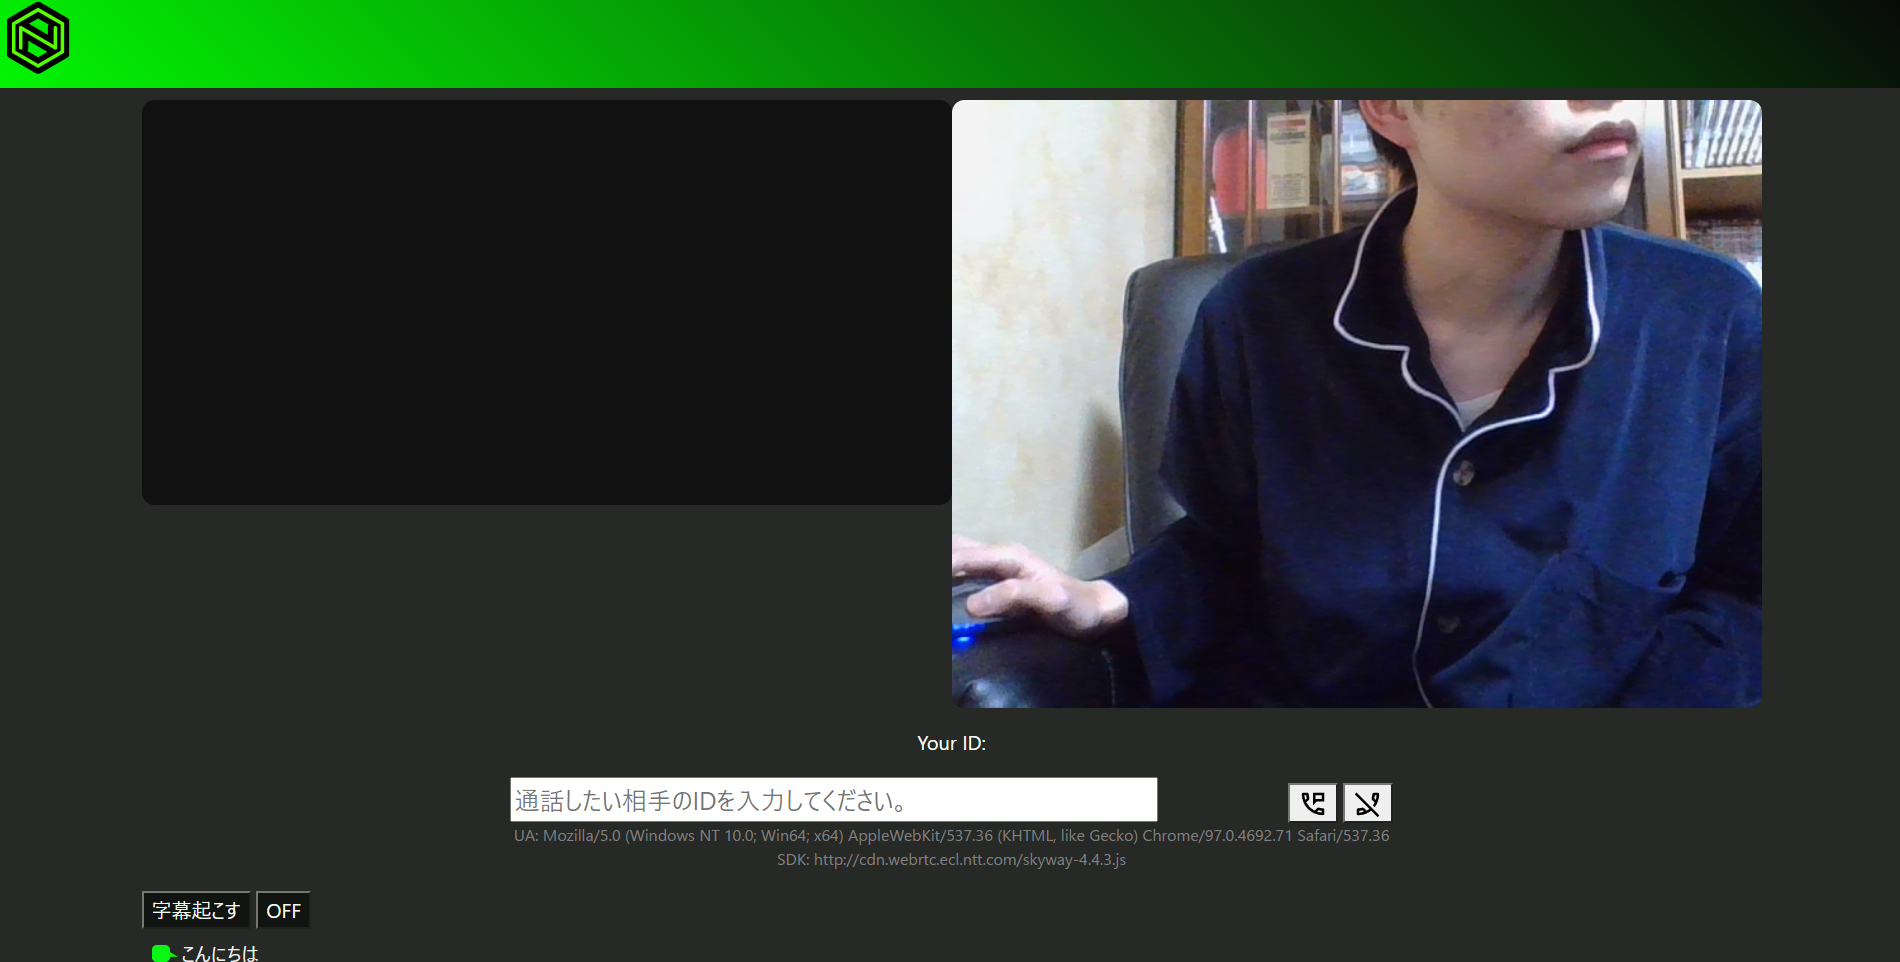 Your ID:
通話したい相手のIDを入力してください。
UA: Mozilla/5.0 (Windows NT 10.0; Win64; x64) AppleWebKit/537.36 (KHTML, like Gecko) Chrome/97.0.4692.71 Safari/537.36
SDK: http://cdn.webrtc.ecl.ntt.com/skyway-4.4.3.js
字幕起こす OFF
こんにちは